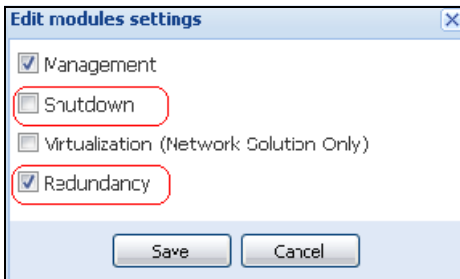 Edit modules settings
Management
Shutdown
Virtualization (Network Solution Only)
Redundancy
Save Cancel